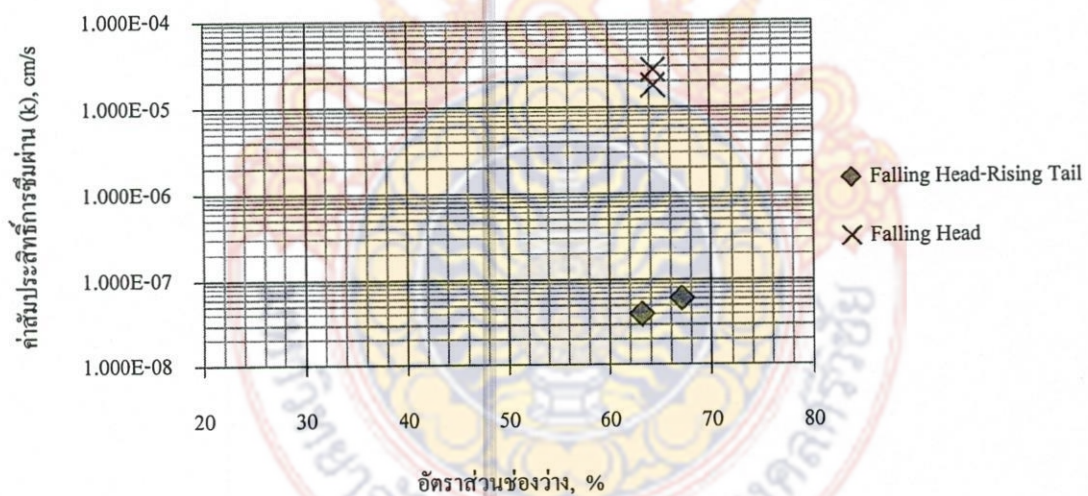 ค่าสัมประสิทธิ์การซึมผ่าน (k), cm/s
1.000E-04
1.000E-05
1.000E-06
1.000E-07
1.000E-08
20 30 40 50 60 70 80
อัตราส่วนช่องว่าง, %
Falling Head-Rising Tail
Falling Head